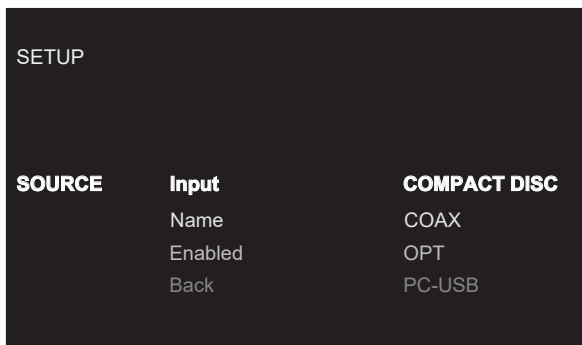 SETUP
SOURCE Input COMPACT DISC
Name COAX
Enabled OPT
Back PC-USB